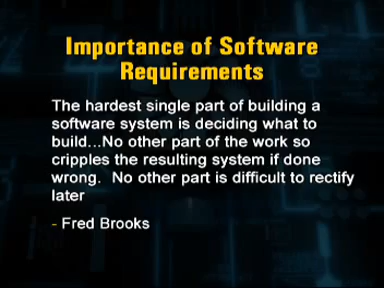 Importance of Software
Requirements
The hardest single part of building a
software system is deciding what to
build...No other part of the work so
cripples the resulting system if done
wrong.  No other part is difficult to rectify
later
- Fred Brooks